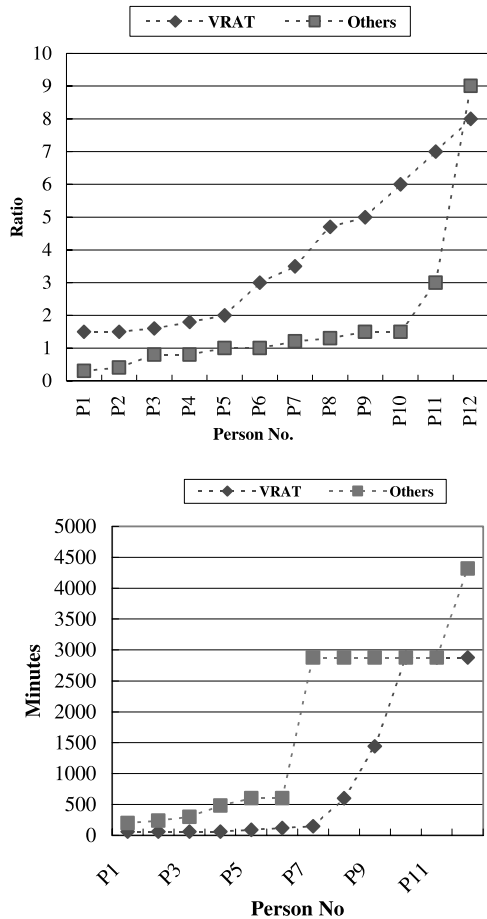 VRAT Others
10
9
8
7
6
5
4
3
2
1
0
Ratio
P1 P2 P3 P4 P5 P6 P7 P8 P9 P10 P11 P12
Person No.
VRAT Others
5000
4500
4000
3500
3000
2500
2000
1500
1000
500
0
Minutes
P1 P3 P5 P7 P9 P11
Person No